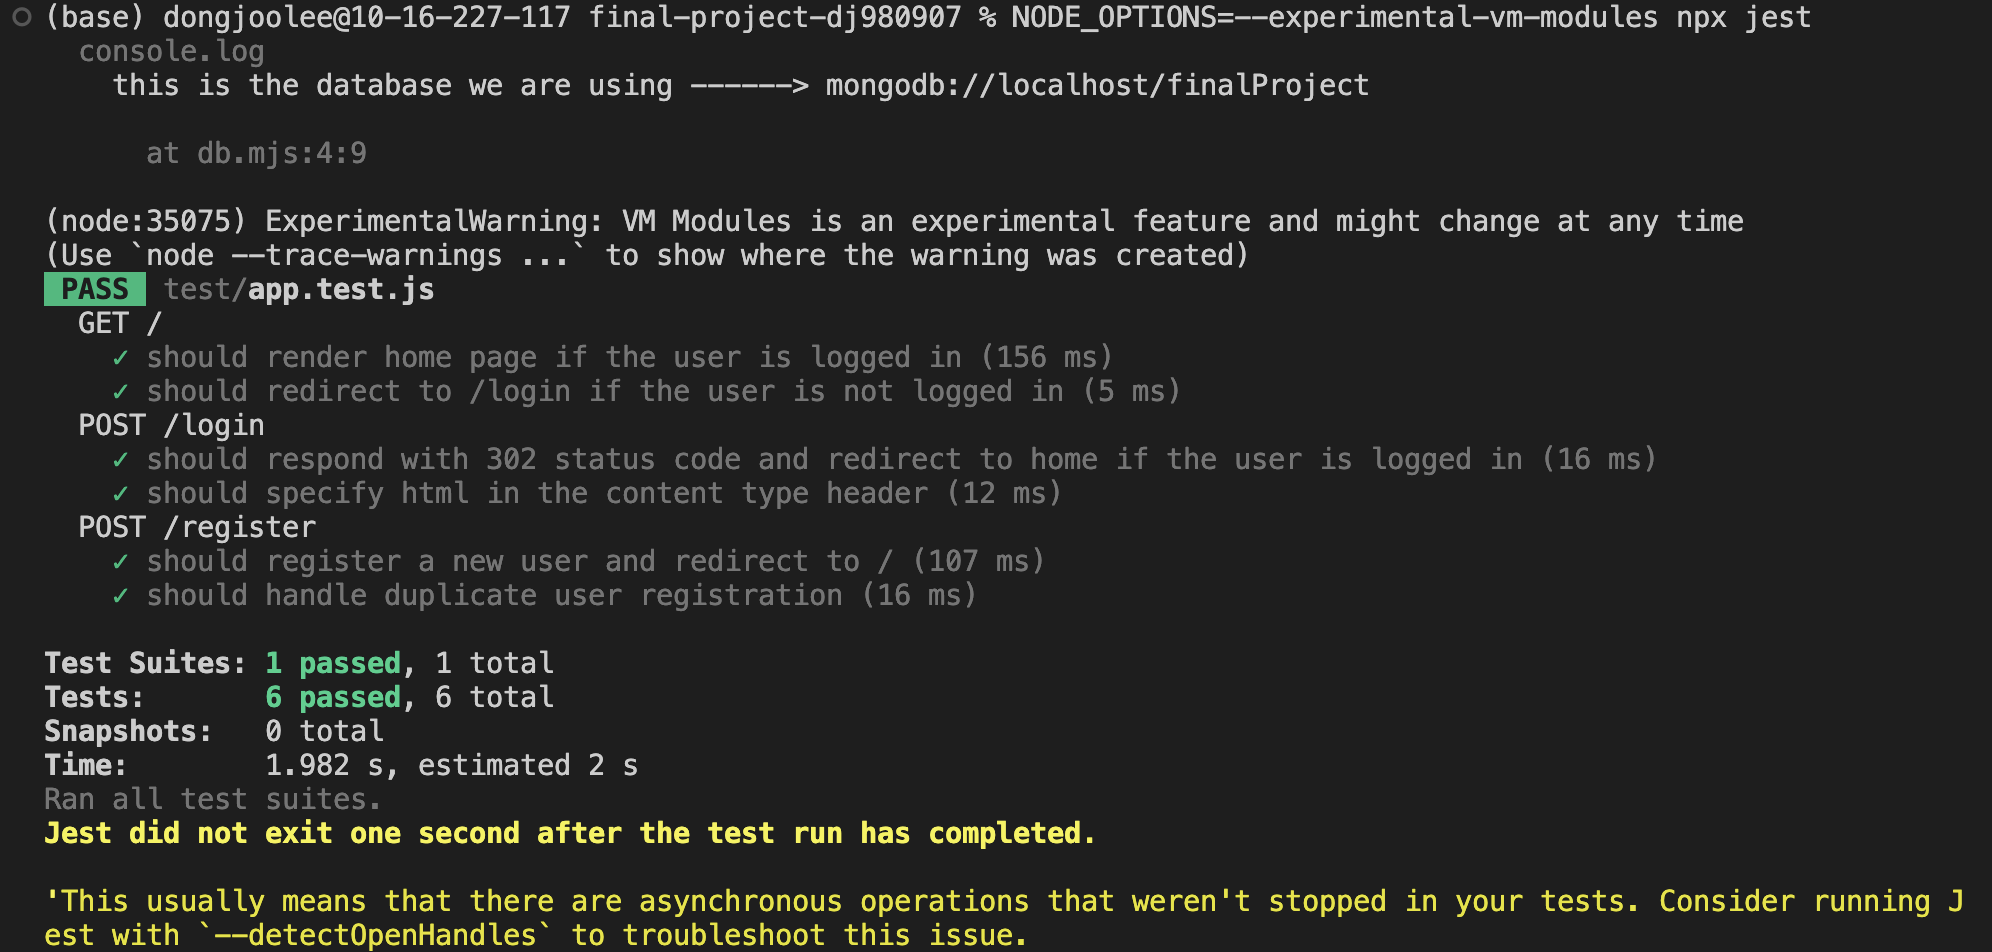 (base) dongjoolee@10-16-227-117 final-project-dj980907 % NODE_OPTIONS=--experimental-vm-modules npx jest
console.log
this is the database we are using ------> mongodb://localhost/finalProject
at db.mjs:4:9
(node:35075) ExperimentalWarning: VM Modules is an experimental feature and might change at any time
(Use `node --trace-warnings ...` to show where the warning was created)
PASS test/app.test.js
GET /
✓ should render home page if the user is logged in (156 ms)
✓ should redirect to /login if the user is not logged in (5 ms)
POST /login
✓ should respond with 302 status code and redirect to home if the user is logged in (16 ms)
✓ should specify html in the content type header (12 ms)
POST /register
✓ should register a new user and redirect to / (107 ms)
✓ should handle duplicate user registration (16 ms)
Test Suites: 1 passed, 1 total
Tests: 6 passed, 6 total
Snapshots: 0 total
Time: 1.982 s, estimated 2 s
Ran all test suites.
Jest did not exit one second after the test run has completed.
'This usually means that there are asynchronous operations that weren't stopped in your tests. Consider running J
est with `--detectOpenHandles` to troubleshoot this issue.